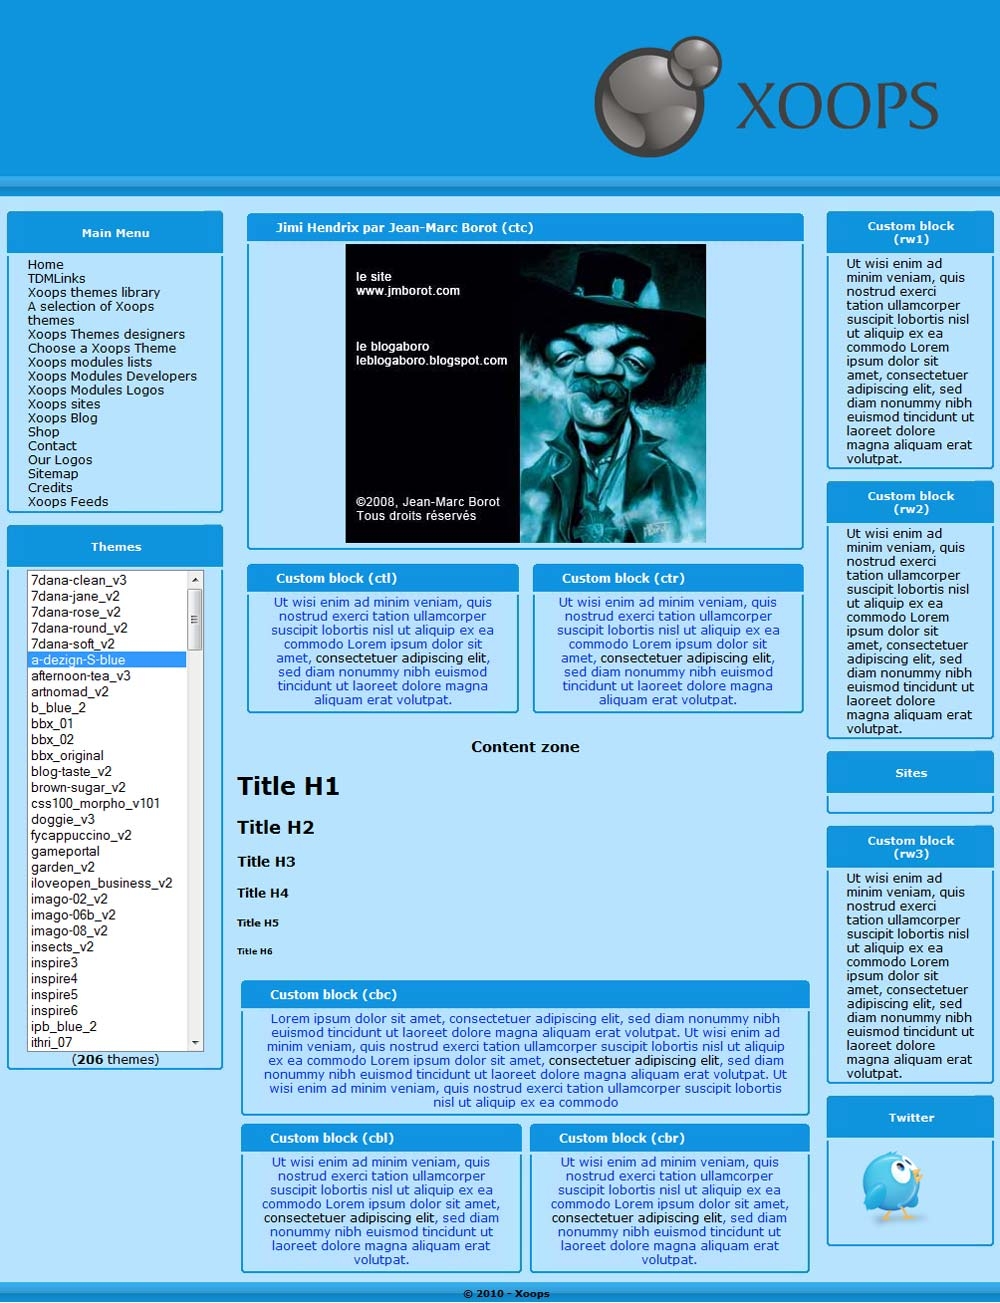 XOOPS
Main Menu
Home
TDMLinks
Xoops themes library
A selection of Xoops
themes
Xoops Themes designers
Choose a Xoops Theme
Xoops modules lists
Xoops Modules Developers
Xoops Modules Logos
Xoops sites
Xoops Blog
Shop
Contact
Our Logos
Sitemap
Credits
Xoops Feeds
Themes
7dana-clean_v3
7dana-jane_v2
7dana-rose_v2
7dana-round_v2
7dana-soft_v2
a-dezign-S-blue
afternoon-tea_v3
artnomad_v2
b_blue_2
bbx_01
bbx_02
bbx_original
blog-taste_v2
brown-sugar_v2
css100_morpho_v101
doggie_v3
fycappuccino_v2
gameportal
garden_v2
iloveopen_business_v2
imago-02_v2
imago-06b_v2
imago-08_v2
insects_v2
inspire3
inspire4
inspire5
inspire6
ipb_blue_2
ithri_07
(206 themes)
Jimi Hendrix par Jean-Marc Borot (ctc)
le site
www.jmborot.com
le blogaboro
leblogaboro.blogspot.com
©2008, Jean-Marc Borot
Tous droits réservés
Custom block (ctl)
Ut wisi enim ad minim veniam, quis
nostrud exerci tation ullamcorper
suscipit lobortis nisl ut aliquip ex ea
commodo Lorem ipsum dolor sit
amet, consectetuer adipiscing elit,
sed diam nonummy nibh euismod
tincidunt ut laoreet dolore magna
aliquam erat volutpat.
Custom block (ctr)
Ut wisi enim ad minim veniam, quis
nostrud exerci tation ullamcorper
suscipit lobortis nisl ut aliquip ex ea
commodo Lorem ipsum dolor sit
amet, consectetuer adipiscing elit,
sed diam nonummy nibh euismod
tincidunt ut laoreet dolore magna
aliquam erat volutpat.
Content zone
Title H1
Title H2
Title H3
Title H4
Title H5
Title H6
Custom block (cbc)
Lorem ipsum dolor sit amet, consectetuer adipiscing elit, sed diam nonummy nibh
euismod tincidunt ut laoreet dolore magna aliquam erat volutpat. Ut wisi enim ad
minim veniam, quis nostrud exerci tation ullamcorper suscipit lobortis nisl ut aliquip
ex ea commodo Lorem ipsum dolor sit amet, consectetuer adipiscing elit, sed diam
nonummy nibh euismod tincidunt ut laoreet dolore magna aliquam erat volutpat. Ut
wisi enim ad minim veniam, quis nostrud exerci tation ullamcorper suscipit lobortis
nisl ut aliquip ex ea commodo
Custom block (cbl)
Ut wisi enim ad minim veniam, quis
nostrud exerci tation ullamcorper
suscipit lobortis nisl ut aliquip ex ea
commodo Lorem ipsum dolor sit amet,
consectetuer adipiscing elit, sed diam
nonummy nibh euismod tincidunt ut
laoreet dolore magna aliquam erat
volutpat.
Custom block (cbr)
Ut wisi enim ad minim veniam, quis
nostrud exerci tation ullamcorper
suscipit lobortis nisl ut aliquip ex ea
commodo Lorem ipsum dolor sit amet,
consectetuer adipiscing elit, sed diam
nonummy nibh euismod tincidunt ut
laoreet dolore magna aliquam erat
volutpat.
Custom block
(rw1)
Ut wisi enim ad
minim veniam, quis
nostrud exerci
tation ullamcorper
suscipit lobortis nisl
ut aliquip ex ea
commodo Lorem
ipsum dolor sit
amet, consectetuer
adipiscing elit, sed
diam nonummy nibh
euismod tincidunt ut
laoreet dolore
magna aliquam erat
volutpat.
Custom block
(rw2)
Ut wisi enim ad
minim veniam, quis
nostrud exerci
tation ullamcorper
suscipit lobortis nisl
ut aliquip ex ea
commodo Lorem
ipsum dolor sit
amet, consectetuer
adipiscing elit, sed
diam nonummy nibh
euismod tincidunt ut
laoreet dolore
magna aliquam erat
volutpat.
Sites
Custom block
(rw3)
Ut wisi enim ad
minim veniam, quis
nostrud exerci
tation ullamcorper
suscipit lobortis nisl
ut aliquip ex ea
commodo Lorem
ipsum dolor sit
amet, consectetuer
adipiscing elit, sed
diam nonummy nibh
euismod tincidunt ut
laoreet dolore
magna aliquam erat
volutpat.
Twitter
© 2010 - Xoops